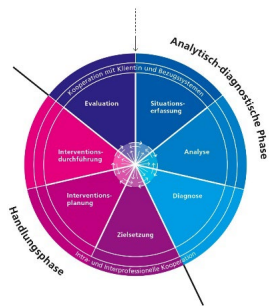 Analytisch-diagnostische Phase
Kooperation mit Klientin und Bezugssystemen
Evaluation
Situations-
erfassung
Interventions-
durchführung
Analyse
Interventions-
planung
Diagnose
Zielsetzung
Handlungsphase
Intra- und Interprofessionelle Kooperation